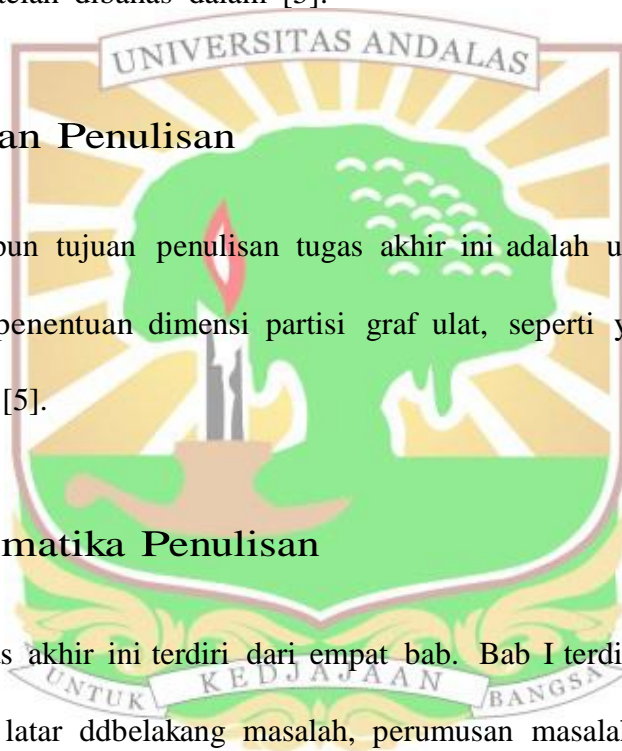 telah dibahas dalam [5].
UNIVERSITAS ANDALAS
an Penulisan
pun tujuan penulisan tugas akhir ini adalah u
penentuan dimensi partisi graf ulat, seperti y
[5].
matika Penulisan
s akhir ini terdiri dari empat bab. Bab I terdi
UNTUK KEDJAJAAN BANGSA
latar ddbelakang masalah, perumusan masalah